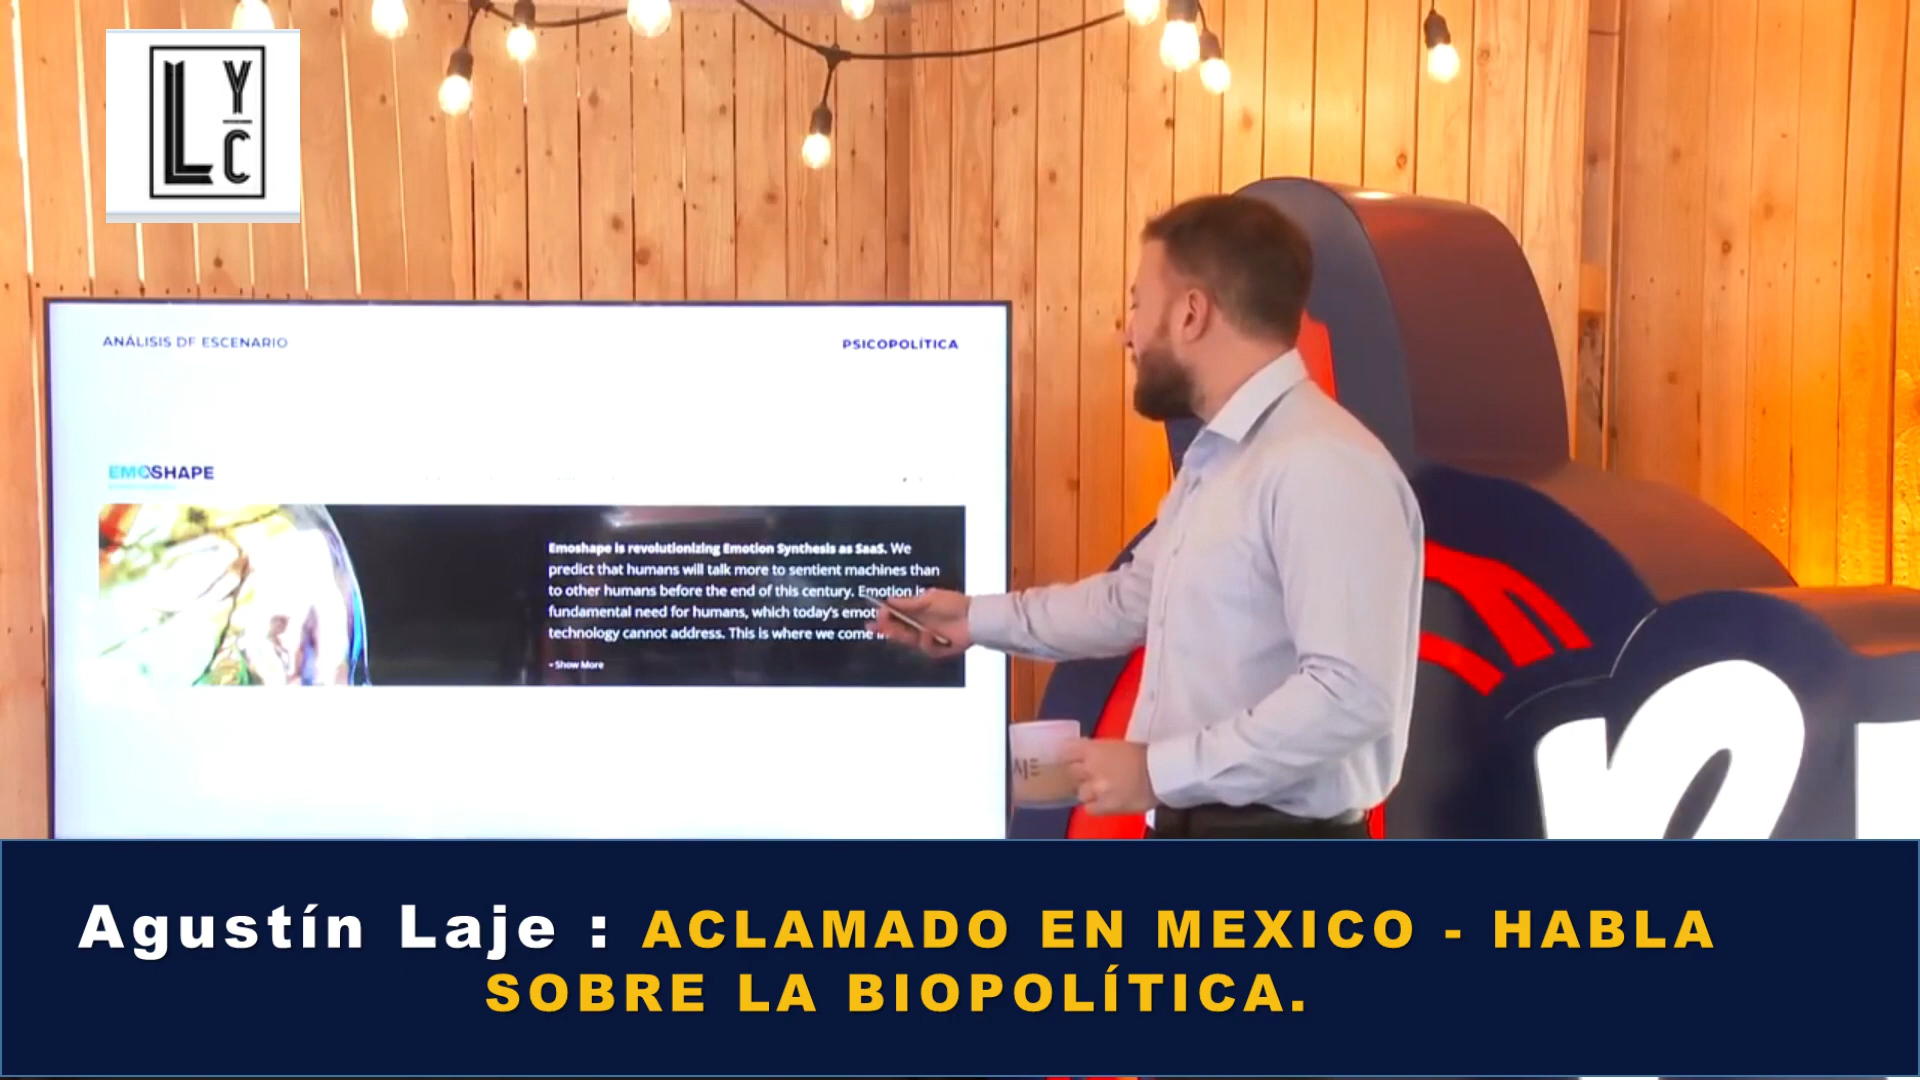 L
Y
C
ANÁLISIS DE ESCENARIO
PSICOPOLÍTICA
EMOSHAPE
Emoshape is revolutionizing Emotion Synthesis as SaaS. We
predict that humans will talk more to sentient machines than
to other humans before the end of this century. Emotion is
fundamental need for humans, which today's
technology cannot address. This is where we come
Show More
Agustín Laje : ACLAMADO EN MEXICO - HABLA
SOBRE LA BIOPOLÍTICA.